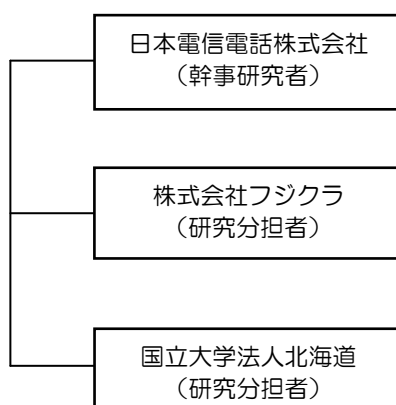 日本電信電話株式会社
（幹事研究者）
株式会社フジクラ
（研究分担者）
国立大学法人北海道
（研究分担者）